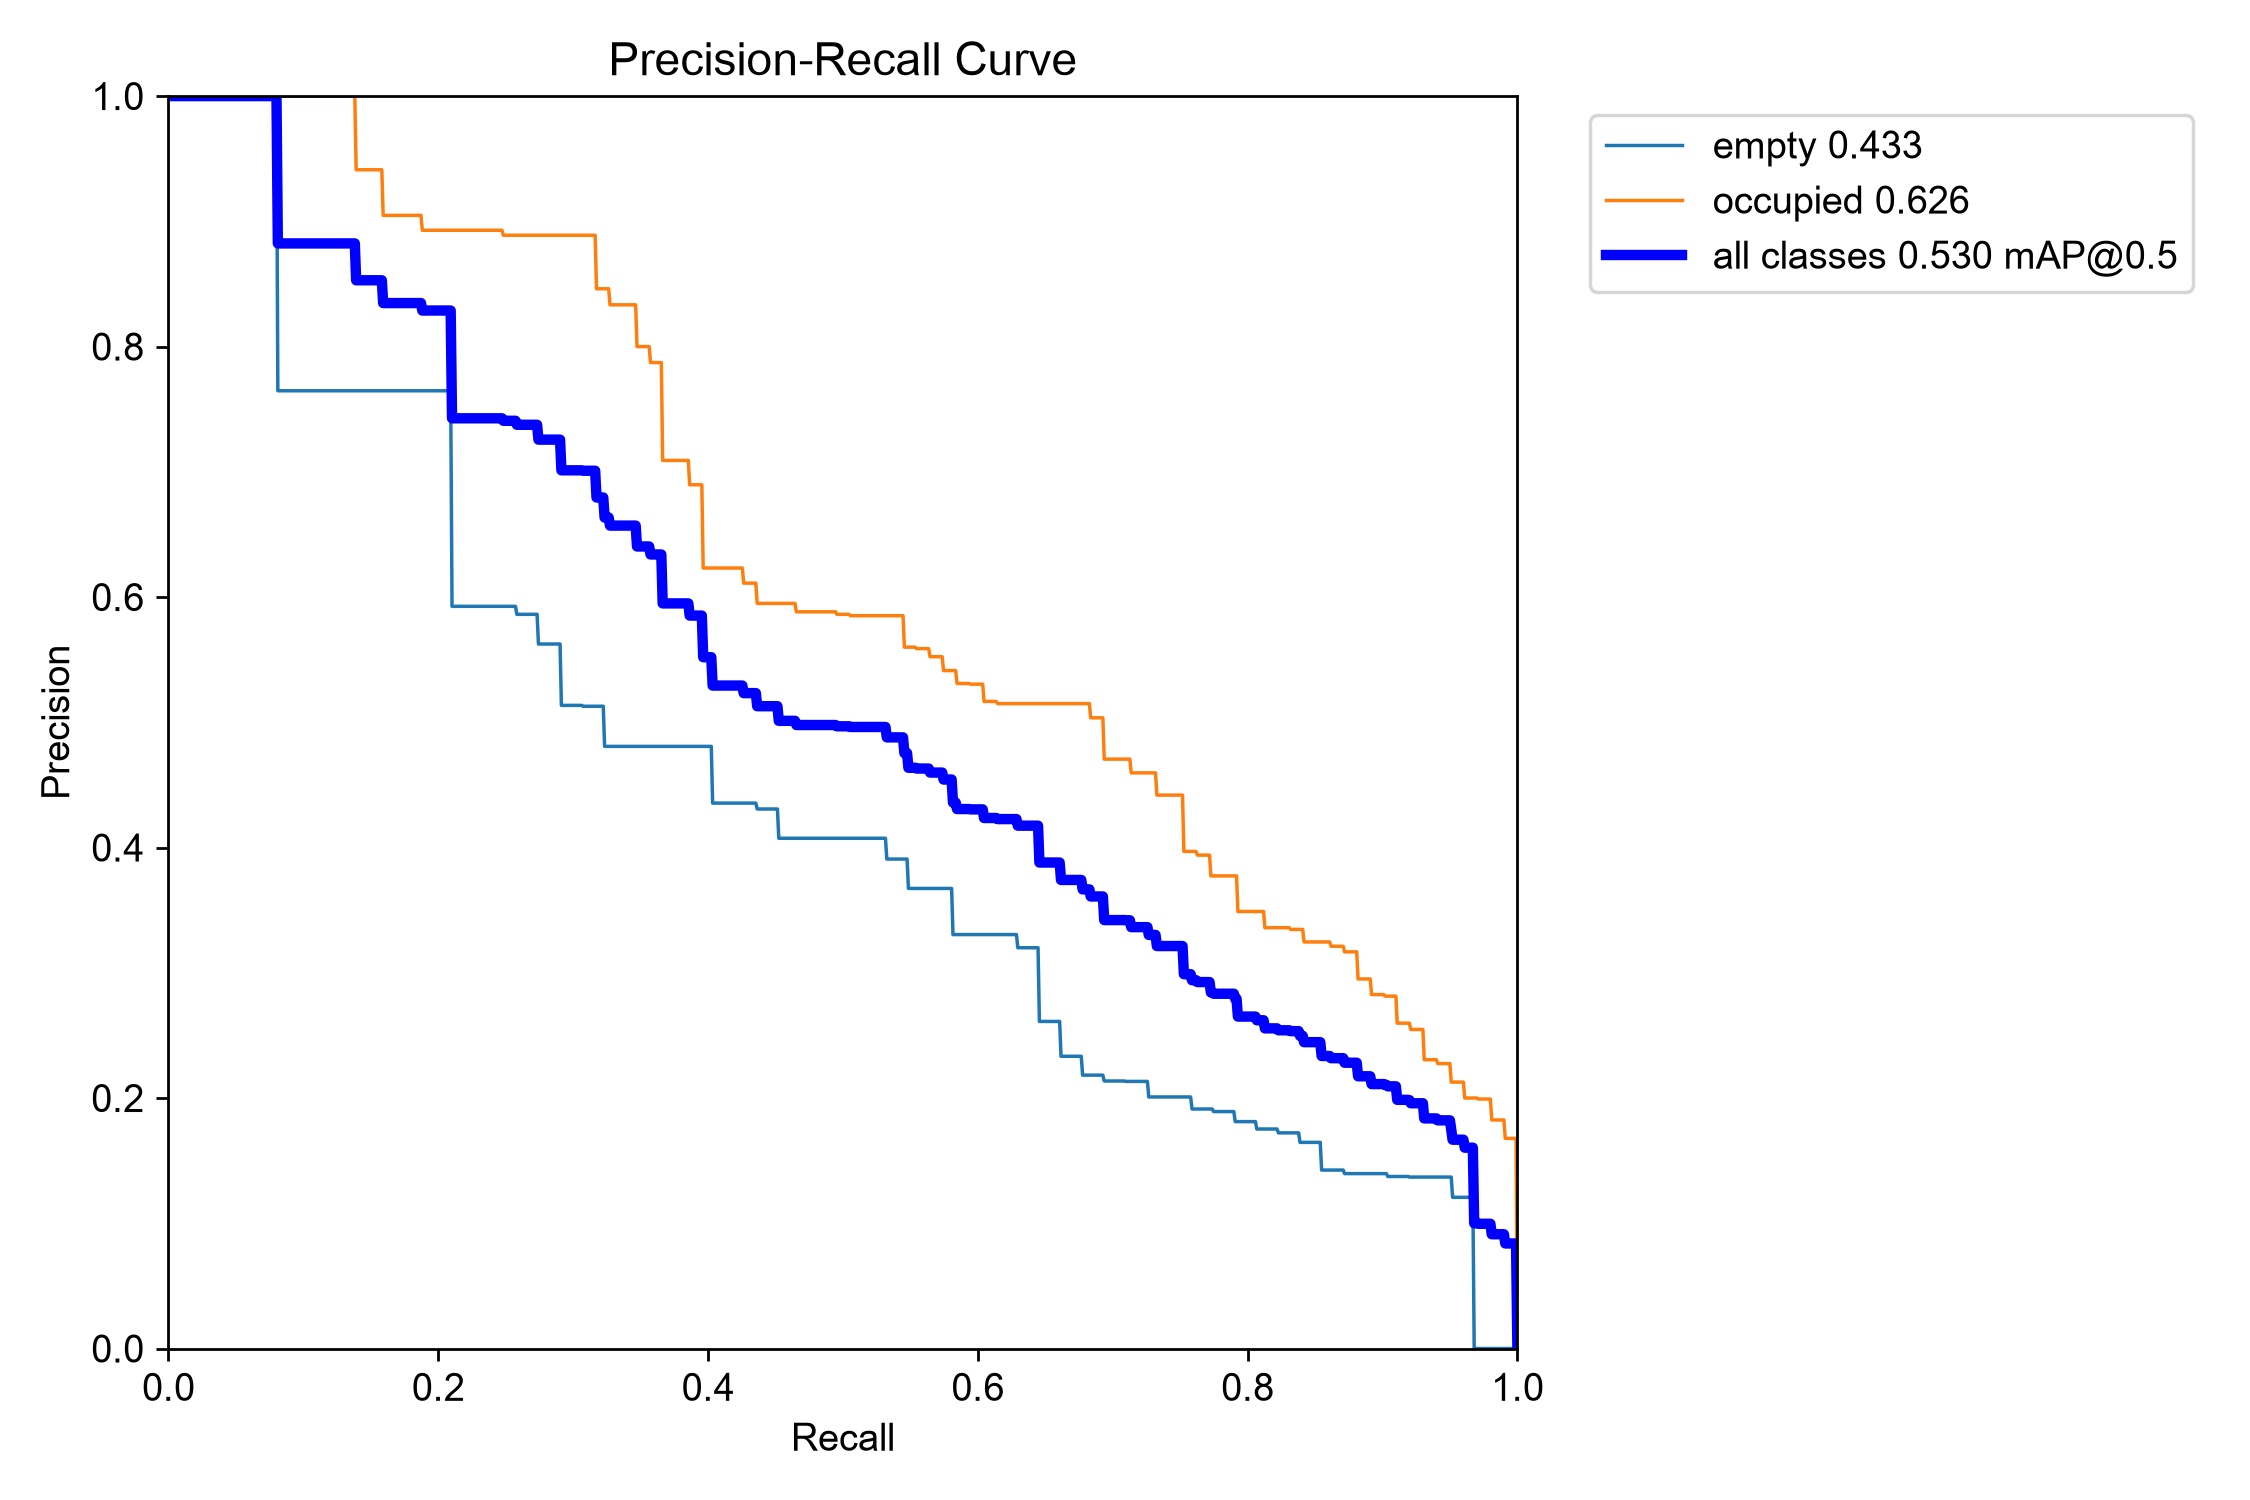 Precision-Recall Curve
empty 0.433
occupied 0.626
all classes 0.530 mAP@0.5
Precision
1.0
0.8
0.6
0.4
0.2
0.0
0.0 0.2 0.4 0.6 0.8 1.0
Recall